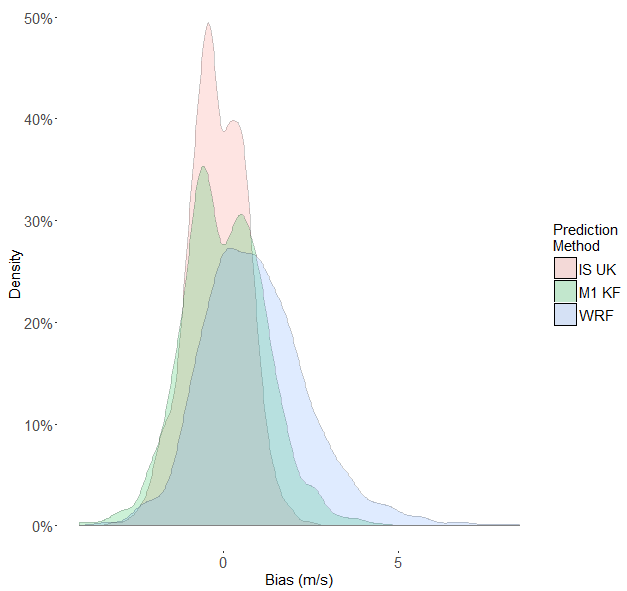 50%
40%
30%
20%
10%
0%
Density
0
5
Bias (m/s)
Prediction
Method
IS UK
M1 KF
WRF